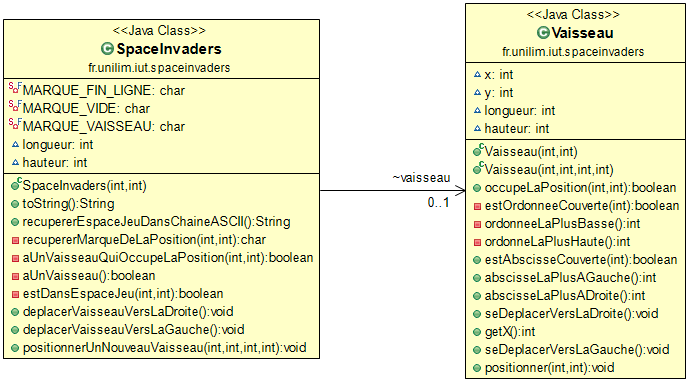 <<Java Class>>
SpaceInvaders
fr.unilim.iut.spaceinvaders
MARQUE_FIN_LIGNE: char
MARQUE_VIDE: char
MARQUE_VAISSEAU: char
longueur: int
hauteur: int
SpaceInvaders(int,int)
toString():String
recupererEspaceJeuDansChaineASCII():String
recupererMarqueDeLaPosition(int,int):char
aUnVaisseauQuiOccupeLaPosition(int,int):boolean
aUnVaisseau():boolean
estDansEspaceJeu(int,int):boolean
deplacerVaisseauVersLaDroite():void
deplacerVaisseauVersLaGauche():void
positionnerUnNouveauVaisseau(int,int,int,int):void
~vaisseau
0..1
<<Java Class>>
Vaisseau
fr.unilim.iut.spaceinvaders
x: int
y: int
longueur: int
hauteur: int
Vaisseau(int,int)
Vaisseau(int,int,int,int)
occupeLaPosition(int,int):boolean
estOrdonneeCouverte(int):boolean
ordonneeLaPlusBasse():int
ordonneLaPlusHaute():int
estAbscisseCouverte(int):boolean
abscisseLaPlusAGauche():int
abscisseLaPlusADroite():int
seDeplacerVersLaDroite():void
getX():int
seDeplacerVersLaGauche():void
positionner(int,int):void